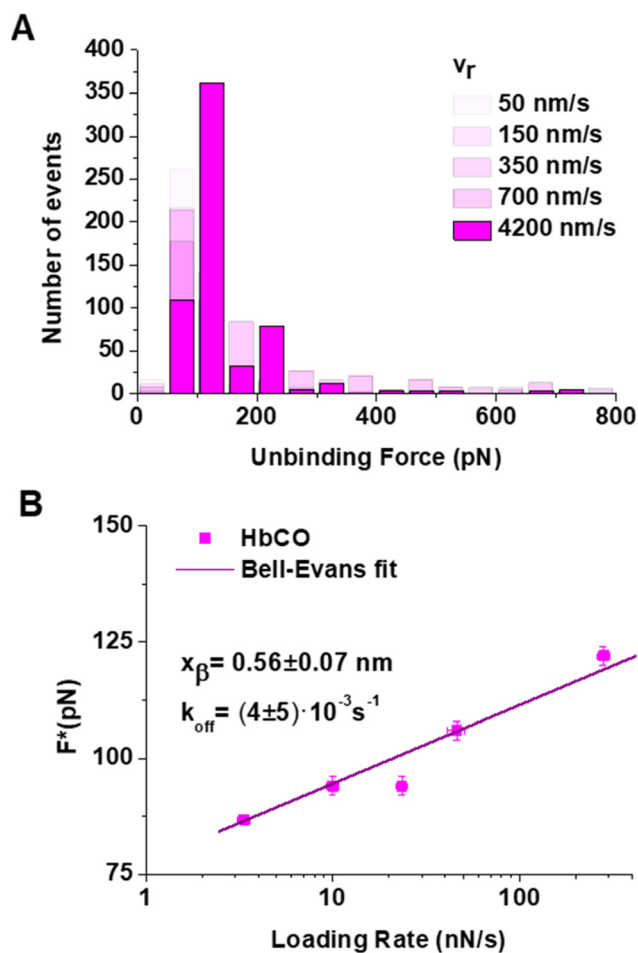 A
400
350
300
250
200
150
100
50
0
Number of events
v_r
50 nm/s
150 nm/s
350 nm/s
700 nm/s
4200 nm/s
0 200 400 600 800
Unbinding Force (pN)
B
150
125
100
75
F*(pN)
HbCO
Bell-Evans fit
xβ= 0.56±0.07 nm
k_off= (4±5)·10⁻³s⁻¹
1 10 100
Loading Rate (nN/s)